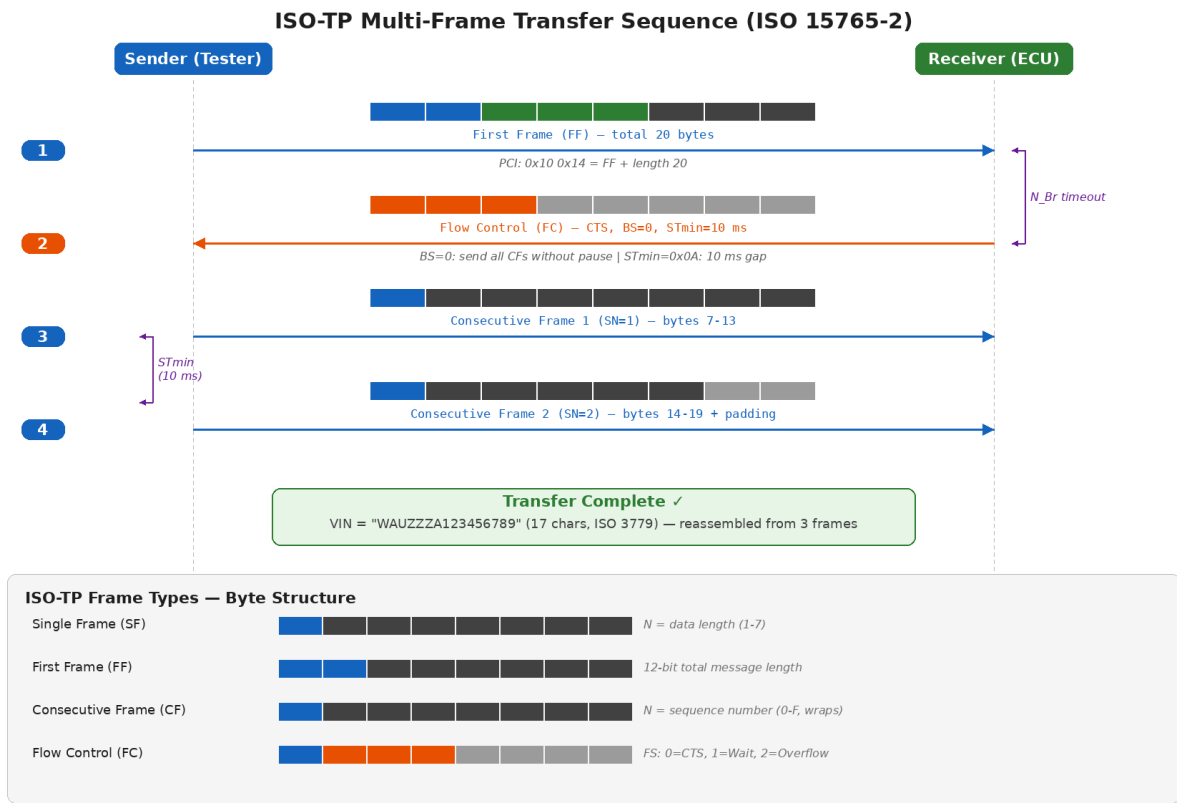 ISO-TP Multi-Frame Transfer Sequence (ISO 15765-2)
Sender (Tester)
Receiver (ECU)
First Frame (FF) — total 20 bytes
1
PCI: 0x10 0x14 = FF + length 20
N_Br timeout
Flow Control (FC) — CTS, BS=0, STmin=10 ms
2
BS=0: send all CFs without pause | STmin=0x0A: 10 ms gap
Consecutive Frame 1 (SN=1) — bytes 7-13
3
STmin
(10 ms)
Consecutive Frame 2 (SN=2) — bytes 14-19 + padding
4
Transfer Complete ✓
VIN = "WAUZZZA123456789" (17 chars, ISO 3779) — reassembled from 3 frames
ISO-TP Frame Types — Byte Structure
Single Frame (SF)
N = data length (1-7)
First Frame (FF)
12-bit total message length
Consecutive Frame (CF)
N = sequence number (0-F, wraps)
Flow Control (FC)
FS: 0=CTS, 1=Wait, 2=Overflow